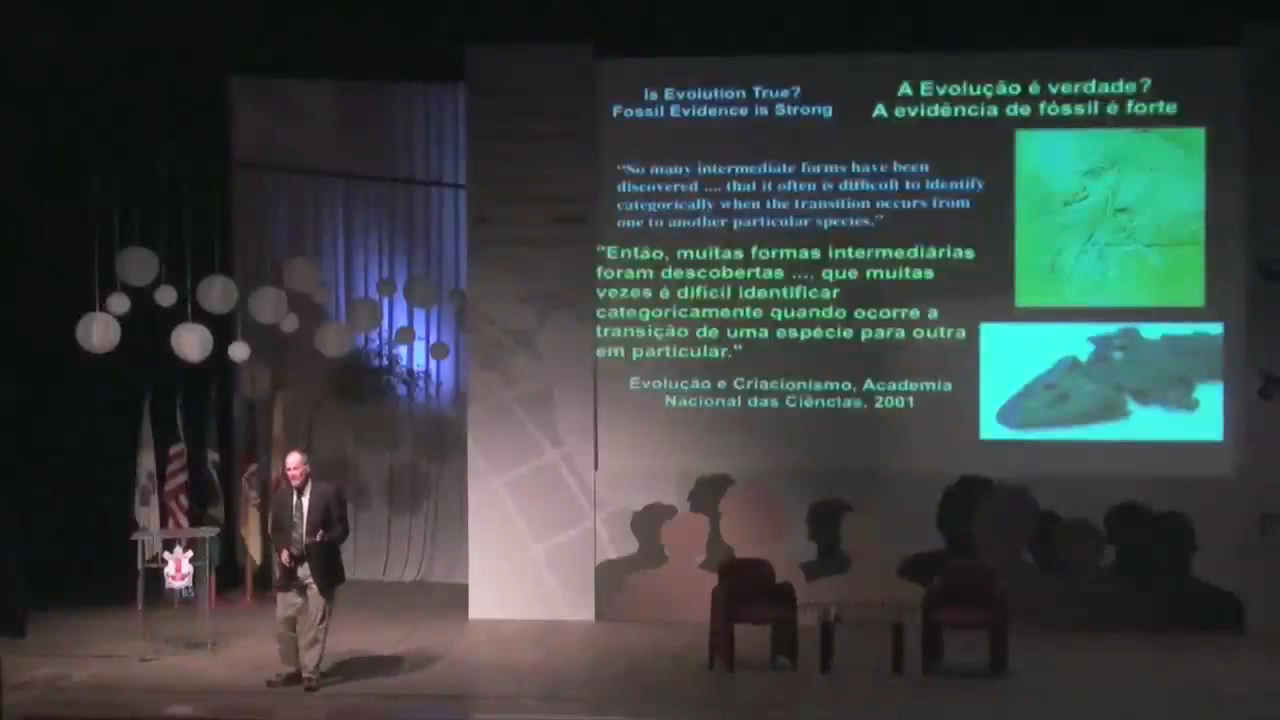 Is Evolution True?
Fossil Evidence is Strong
A Evolução é verdade?
A evidência de fóssil é forte
"So many intermediate forms have been
discovered .... that it often is difficult to identify
categorically when the transition occurs from
one to another particular species."
"Então, muitas formas intermediárias
foram descobertas .... que muitas
vezes é difícil identificar
categoricamente quando ocorre a
transição de uma espécie para outra
em particular."
Evolução e Criacionismo, Academia
Nacional das Ciências, 2001